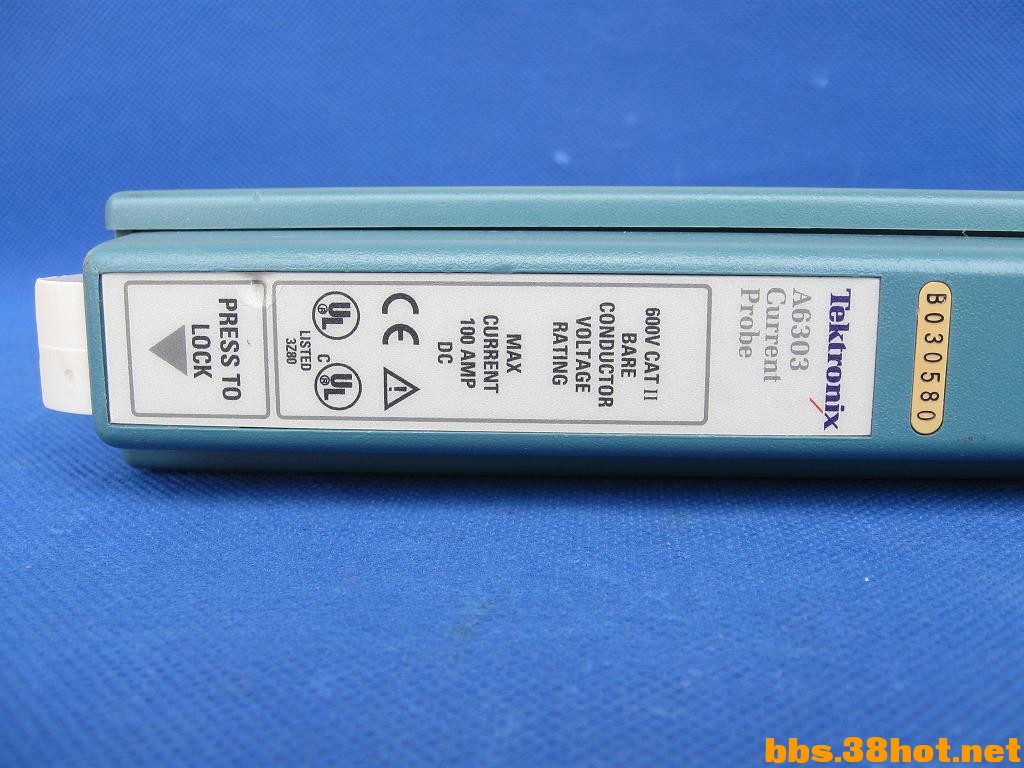 B030580
Tektronix
A6303
Current
Probe
600V CAT II
BARE
CONDUCTOR
VOLTAGE
RATING
MAX
CURRENT
100 AMP
DC
CE
UL
LISTED
3Z80
C UL
PRESS TO
LOCK
bbs.38hot.net